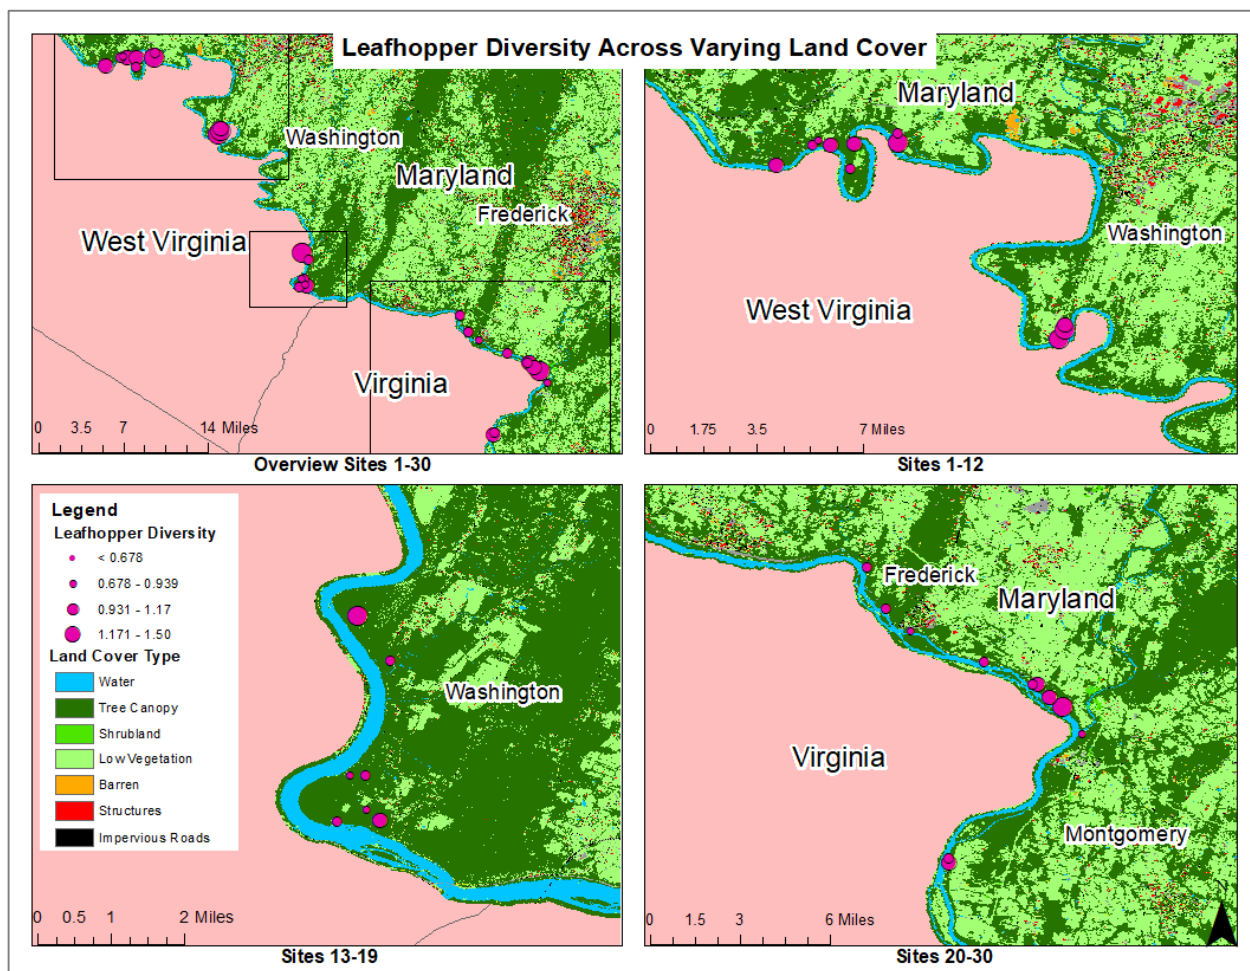 Leafhopper Diversity Across Varying Land Cover
Washington
Maryland
Frederick
West Virginia
Virginia
0 3.5 7 14 Miles
Overview Sites 1-30
Maryland
Washington
West Virginia
0 1.75 3.5 7 Miles
Sites 1-12
Legend
Leafhopper Diversity
< 0.678
0.678 - 0.939
0.931 - 1.17
1.171 - 1.50
Land Cover Type
Water
Tree Canopy
Shrubland
Low Vegetation
Barren
Structures
Impervious Roads
Washington
0 0.5 1 2 Miles
Sites 13-19
Frederick
Maryland
Virginia
Montgomery
N
0 1.5 3 6 Miles
Sites 20-30